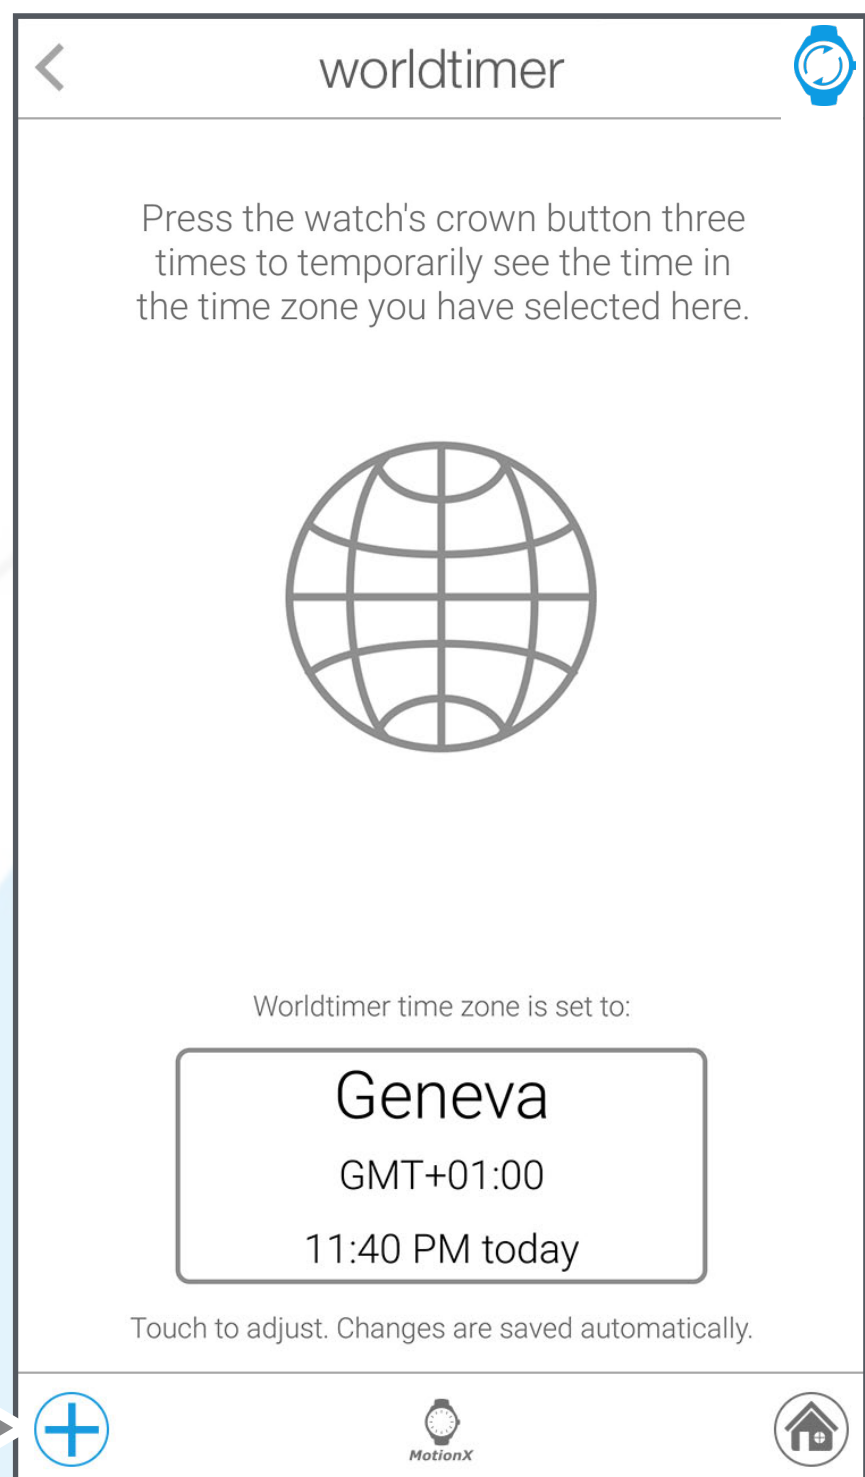 worldtimer
Press the watch's crown button three
times to temporarily see the time in
the time zone you have selected here.
Worldtimer time zone is set to:
Geneva
GMT+01:00
11:40 PM today
Touch to adjust. Changes are saved automatically.
MotionX